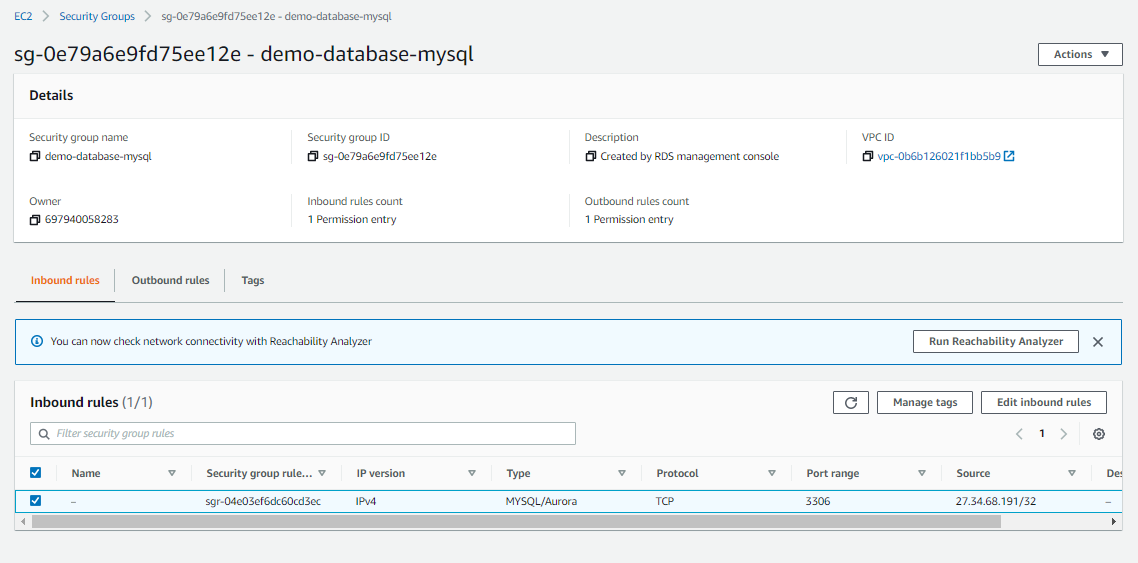 EC2 > Security Groups > sg-0e79a6e9fd75ee12e - demo-database-mysql
sg-0e79a6e9fd75ee12e - demo-database-mysql
Actions
Details
Security group name Security group ID Description VPC ID
demo-database-mysql sg-0e79a6e9fd75ee12e Created by RDS management console vpc-0b6b126021f1bb5b9
Owner Inbound rules count Outbound rules count
697940058283 1 Permission entry 1 Permission entry
Inbound rules Outbound rules Tags
You can now check network connectivity with Reachability Analyzer Run Reachability Analyzer
Inbound rules (1/1) Manage tags Edit inbound rules
Filter security group rules 1
Name Security group rule... IP version Type Protocol Port range Source Des
– sgr-04e03ef6dc60cd3ec IPv4 MYSQL/Aurora TCP 3306 27.34.68.191/32 –